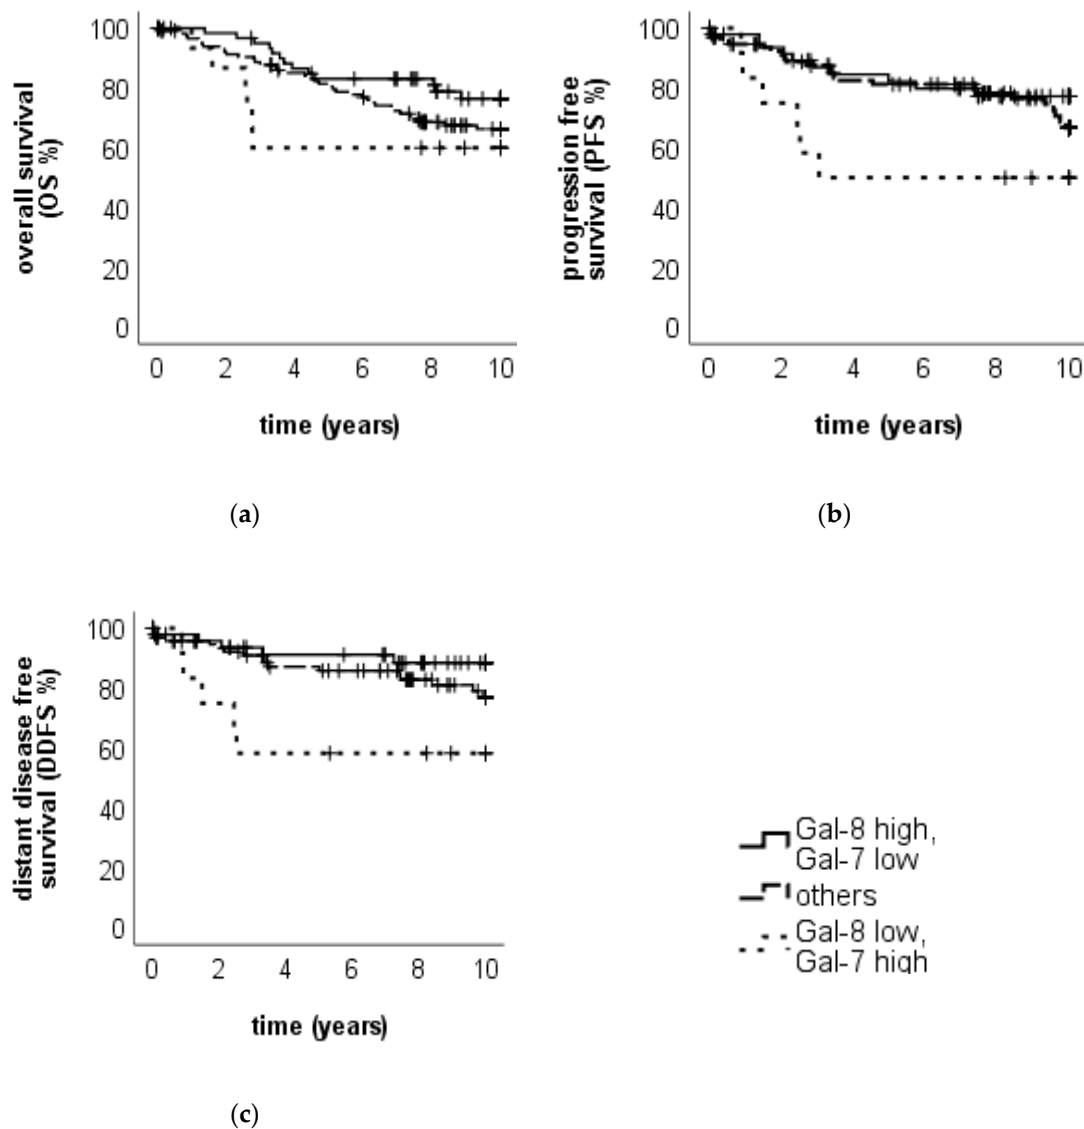 overall survival
(OS %)
100
80
60
40
20
0
0 2 4 6 8 10
time (years)
(a)
progression free
survival (PFS %)
100
80
60
40
20
0
0 2 4 6 8 10
time (years)
(b)
distant disease free
survival (DDFS %)
100
80
60
40
20
0
0 2 4 6 8 10
time (years)
(c)
Gal-8 high,
Gal-7 low
others
Gal-8 low,
Gal-7 high